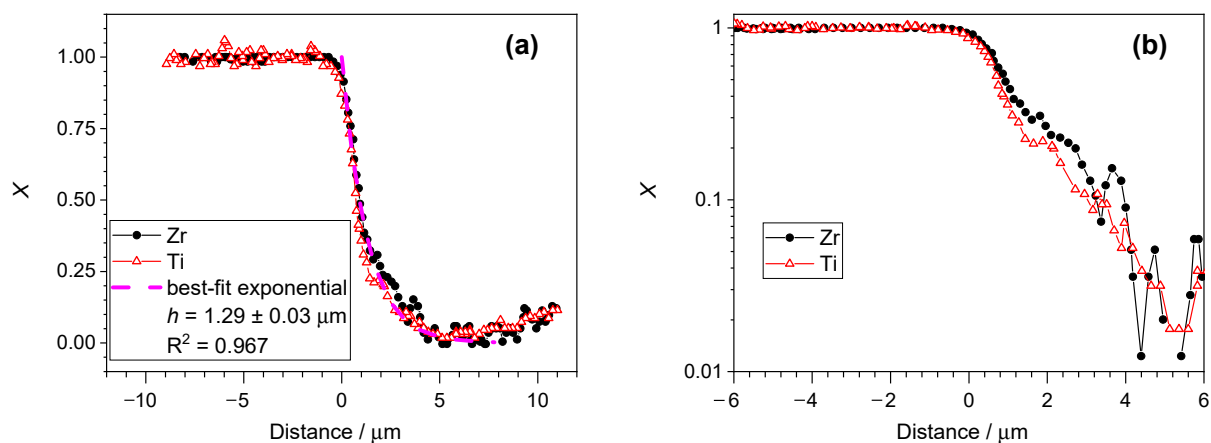 (a)
1.00
0.75
0.50
0.25
0.00
X
Zr
Ti
best-fit exponential
h = 1.29 ± 0.03 μm
R² = 0.967
−10
−5
0
5
10
Distance / μm
(b)
1
0.1
0.01
X
Zr
Ti
−6
−4
−2
0
2
4
6
Distance / μm